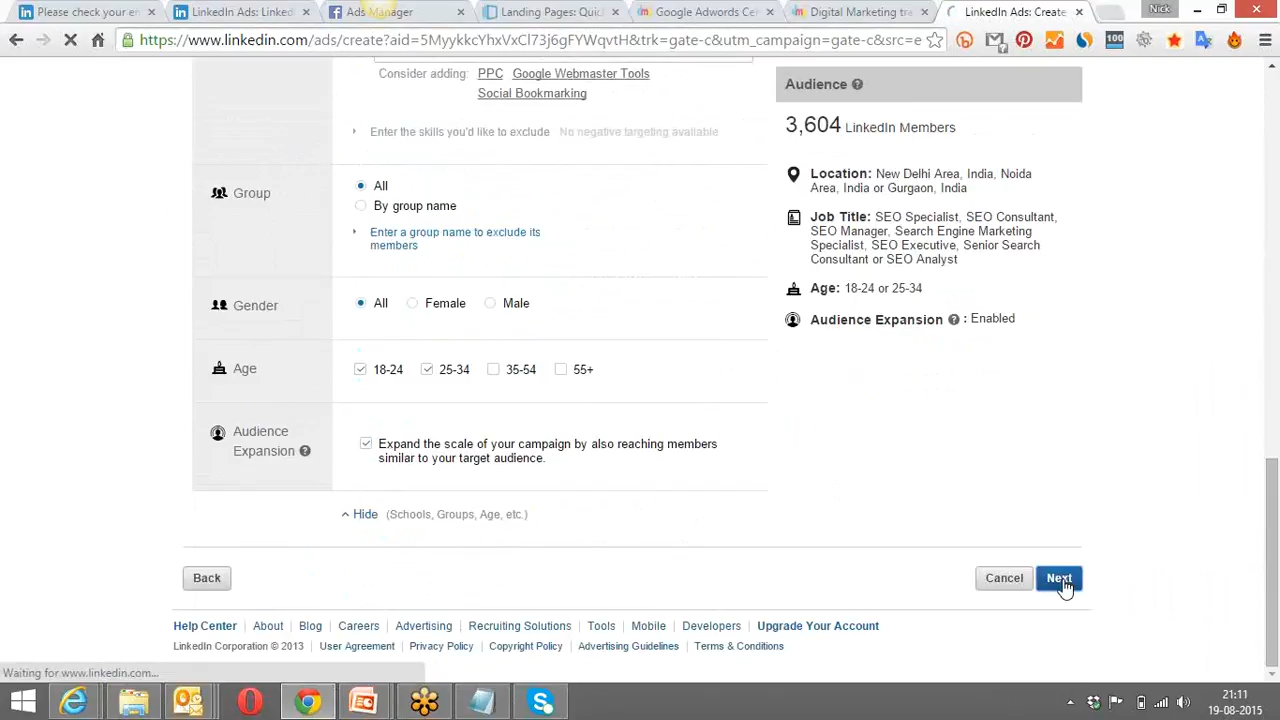 Please check your en
LinkedIn Ads: Linked
Ads Manager
Landing Pages: Quic
Google Adwords Ce
Digital Marketing tra
LinkedIn Ads: Create
Nick
https://www.linkedin.com/ads/create?aid=5MyykkcYhxVxCl73j6qFYWqvtH&trk=gate-c&utm_campaign=gate-c&src=e
100
Consider adding: PPC Google Webmaster Tools
Social Bookmarking
Enter the skills you'd like to exclude No negative targeting available
Group
All
By group name
Enter a group name to exclude its
members
Gender
All Female Male
Age
18-24 25-34 35-54 55+
Audience
Expansion
Expand the scale of your campaign by also reaching members
similar to your target audience.
Hide (Schools, Groups, Age, etc.)
Audience
3,604 LinkedIn Members
Location: New Delhi Area, India, Noida
Area, India or Gurgaon, India
Job Title: SEO Specialist, SEO Consultant,
SEO Manager, Search Engine Marketing
Specialist, SEO Executive, Senior Search
Consultant or SEO Analyst
Age: 18-24 or 25-34
Audience Expansion : Enabled
Back
Cancel
Next
Help Center About Blog Careers Advertising Recruiting Solutions Tools Mobile Developers Upgrade Your Account
LinkedIn Corporation © 2013 User Agreement Privacy Policy Copyright Policy Advertising Guidelines Terms & Conditions
Waiting for www.linkedin.com...
21:11
19-08-2015